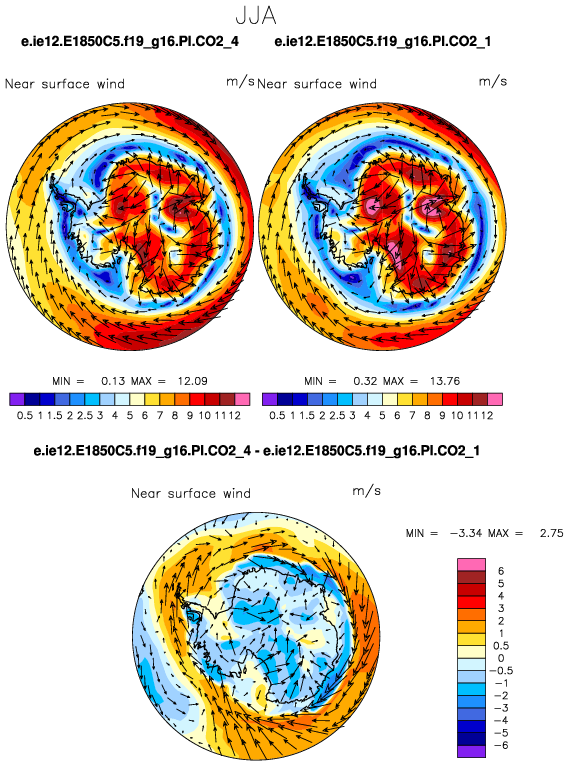 JJA
e.ie12.E1850C5.f19_g16.PI.CO2_4 e.ie12.E1850C5.f19_g16.PI.CO2_1
Near surface wind m/s Near surface wind m/s
MIN = 0.13 MAX = 12.09 MIN = 0.32 MAX = 13.76
0.5 1 1.5 2 2.5 3 4 5 6 7 8 9 10 11 12 0.5 1 1.5 2 2.5 3 4 5 6 7 8 9 10 11 12
e.ie12.E1850C5.f19_g16.PI.CO2_4 - e.ie12.E1850C5.f19_g16.PI.CO2_1
Near surface wind m/s
MIN = -3.34 MAX = 2.75
6
5
4
3
2
1
0.5
0
-0.5
-1
-2
-3
-4
-5
-6